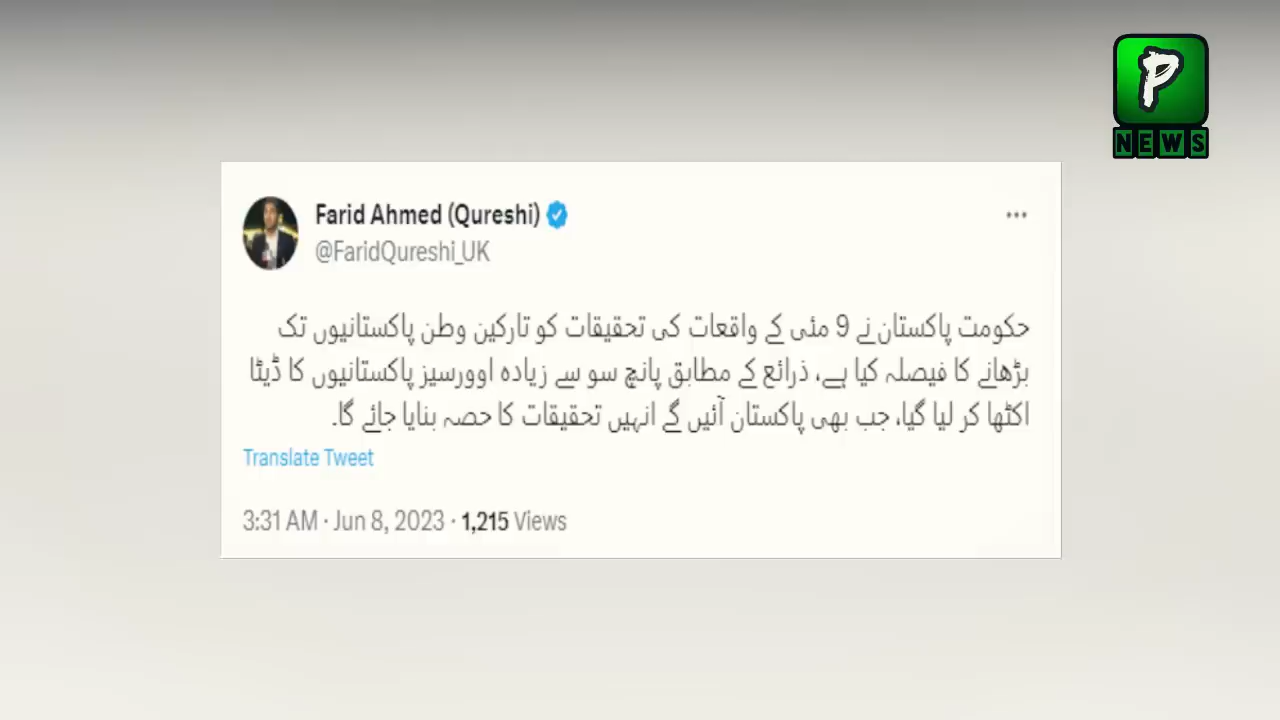 P
NEWS
Farid Ahmed (Qureshi)
@FaridQureshi_UK
حکومت پاکستان نے 9 مئی کے واقعات کی تحقیقات کو تارکین وطن پاکستانیوں تک
بڑھانے کا فیصلہ کیا ہے، ذرائع کے مطابق پانچ سو سے زیادہ اوورسیز پاکستانیوں کا ڈیٹا
اکٹھا کر لیا گیا، جب بھی پاکستان آئیں گے انہیں تحقیقات کا حصہ بنایا جائے گا.
Translate Tweet
3:31 AM · Jun 8, 2023 · 1,215 Views